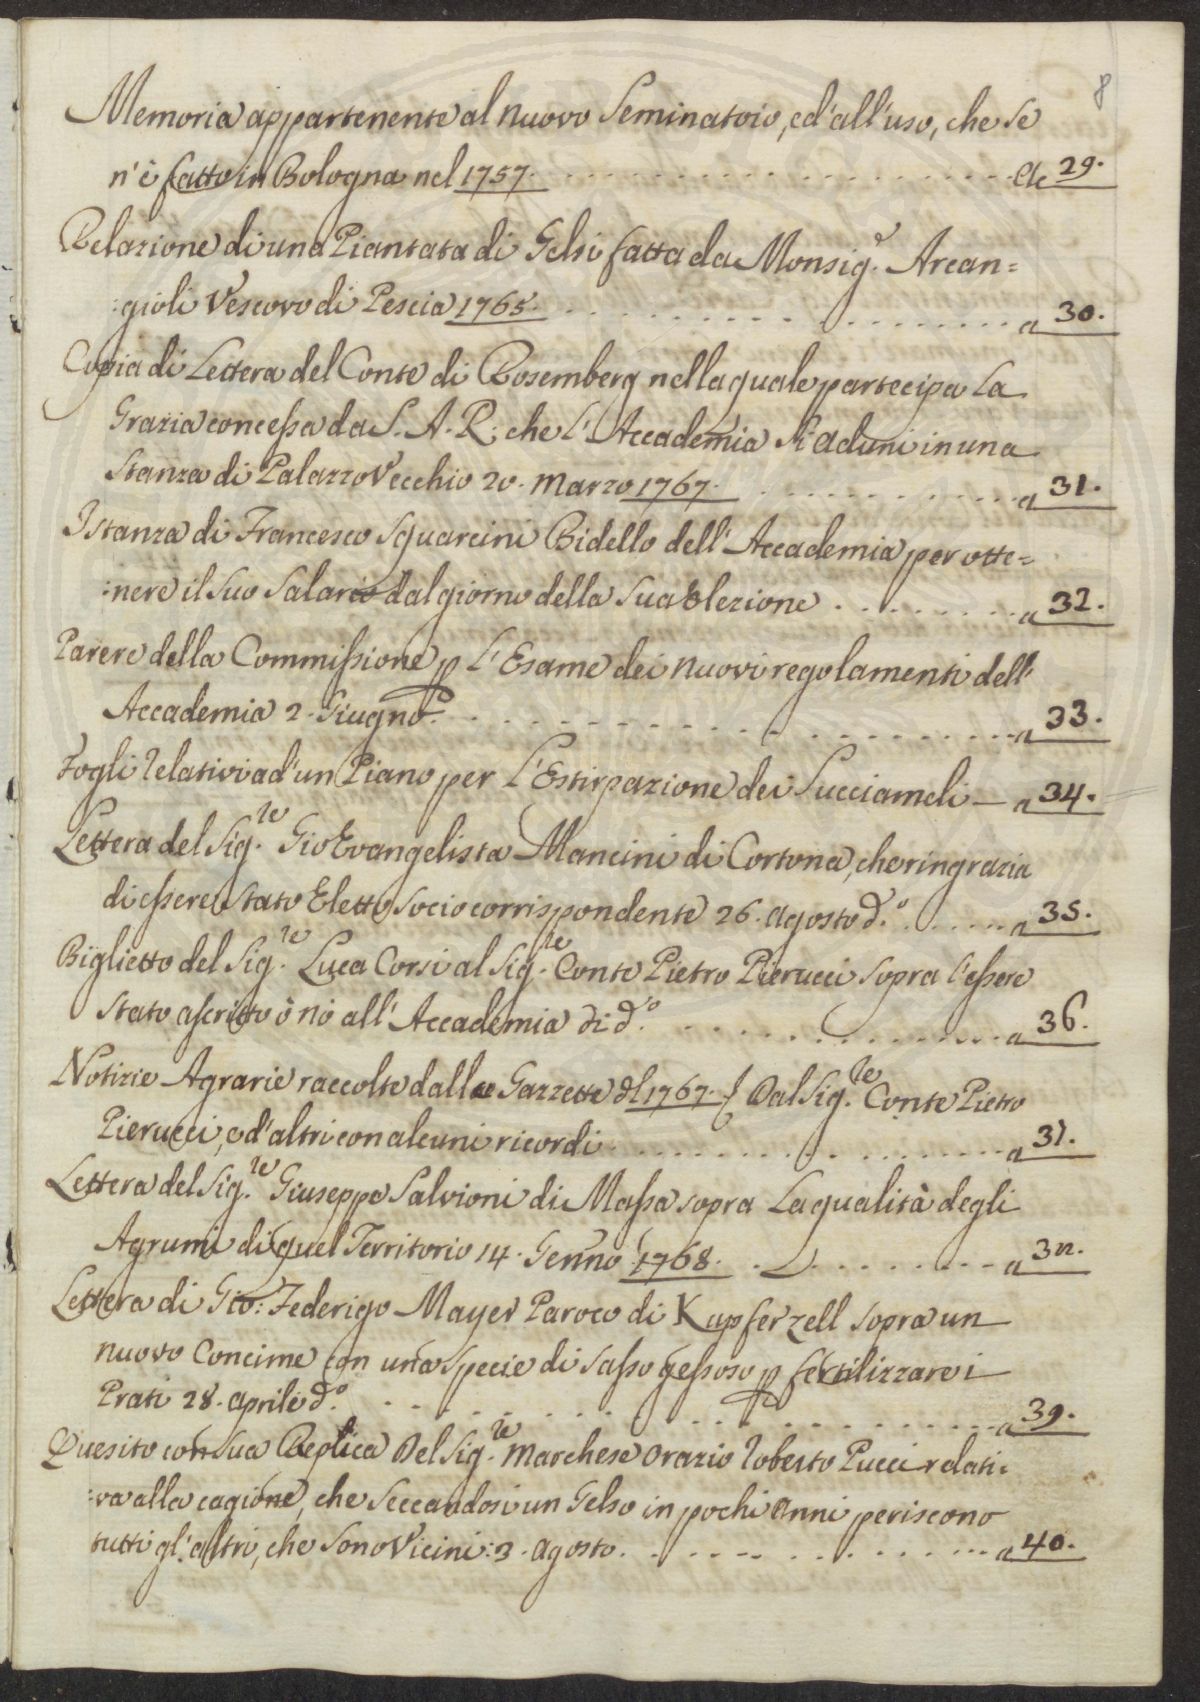 8
Memoria appartenente al nuovo Seminatoio, ed'all'uso, che se
n'è fatto in Bologna nel 1757. 29.
Relazione di una Piantata di Gelsi fatta da Monsig.r Arcan=
:gioli Vescovo di Pescia 1765. a 30.
Copia di Lettera del Conte di Rosemberg nella quale partecipa la
Grazia concessa da S. A. R. che l'Accademia si aduni in una
Stanza di Palazzo Vecchio 20. Marzo 1767. a 31.
Istanza di Francesco Squarcini Bidello dell'Accademia per otte=
:nere il suo Salario dal giorno della sua Elezione a 32.
Parere della Commissione p l'Esame dei nuovi regolamenti dell'
Accademia 2. Giugno. a 33.
Fogli relativi ad'un Piano per l'Estirpazione dei Succiameli — a 34.
Lettera del Sig.re Gio Evangelista Mancini di Cortona, che ringrazia
di essere stato Eletto socio corrispondente 26. agosto d.o a 35.
Biglietto del Sig.re Luca Corsi al Sig.re Conte Pietro Pierucci sopra l'essere
stato ascritto ò nò all'Accademia di d.o a 36.
Notizie Agrarie raccolte dalle Gazzette dl 1767. Dal Sig.re Conte Pietro
Pierucci, ed'altri con alcuni ricordi a 37.
Lettera del Sig.re Giuseppe Salvioni di Massa sopra la qualità degli
Agrumi di quel Territorio 14. Genno 1768. a
Lettera di Gio: Federigo Mayer Paroco di Kupferzell sopra un
nuovo Concime con una specie di sasso gessoso p fertilizzare i
Prati 28. aprile d.o a 39.
Quesito con sua Replica Del Sig.re Marchese Orazio Roberto Pucci relati=
:va alla cagione, che seccandosi un Gelso in pochi anni periscono
tutti gl'altri, che sono Vicini: 3. agosto. a 40.